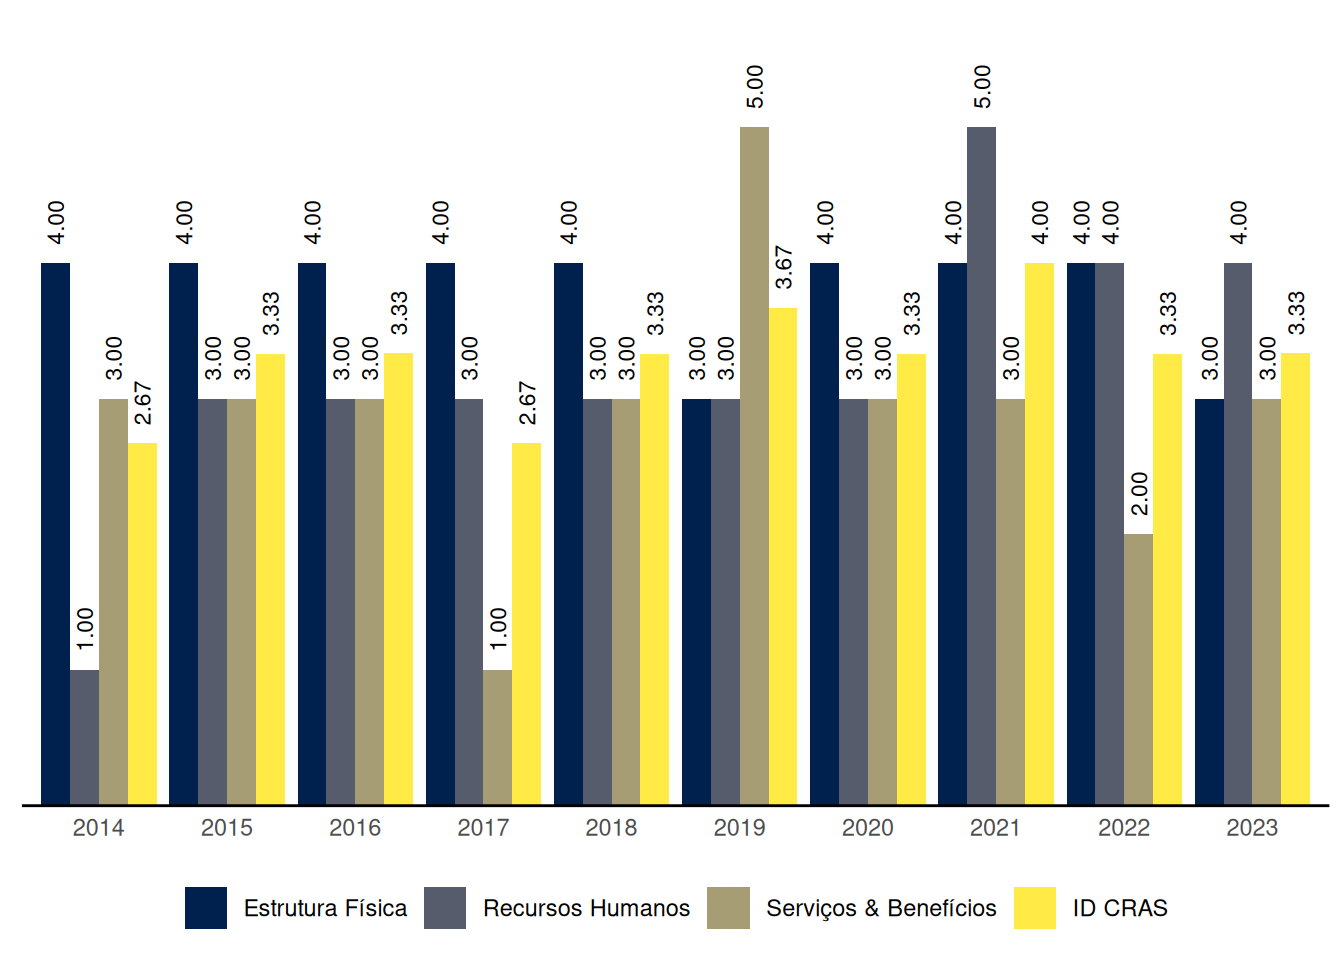 5.00 5.00
4.00 4.00 4.00 4.00 4.00 4.00 4.00 4.00 4.00 4.00 4.00
3.67
3.33 3.33 3.33 3.33 3.33 3.33
3.00 3.00 3.00 3.00 3.00 3.00 3.00 3.00 3.00 3.00 3.00 3.00 3.00 3.00 3.00
2.67 2.67
2.00
1.00 1.00
2014 2015 2016 2017 2018 2019 2020 2021 2022 2023
Estrutura Física Recursos Humanos Serviços & Benefícios ID CRAS